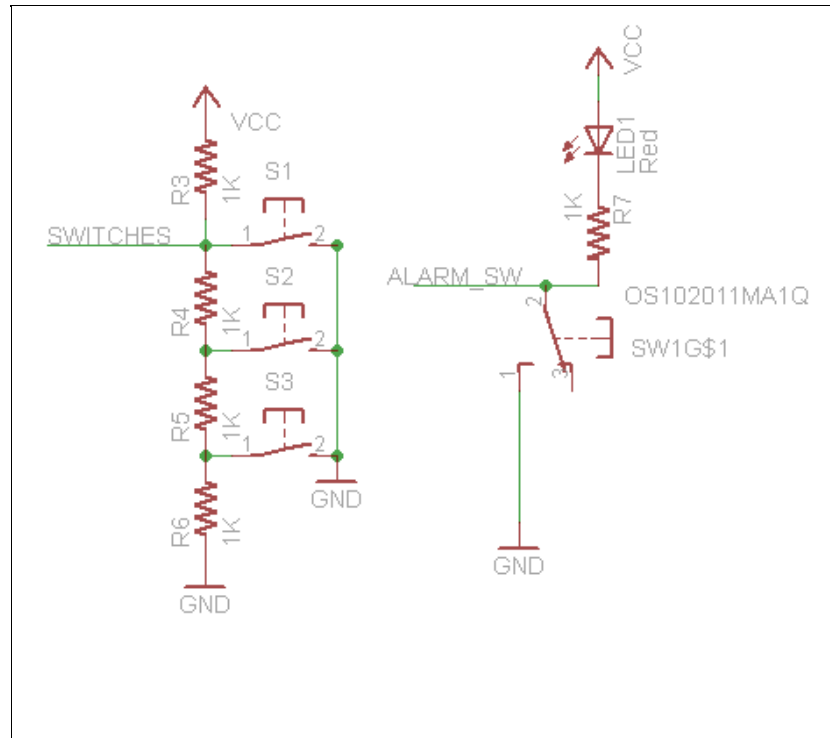 VCC
R3
1K
S1
1
2
SWITCHES
R4
1K
S2
1
2
R5
1K
S3
1
2
R6
1K
GND
GND
VCC
LED1
Red
1K
R7
ALARM_SW
2
OS102011MA1Q
SW1G$1
1
3
GND